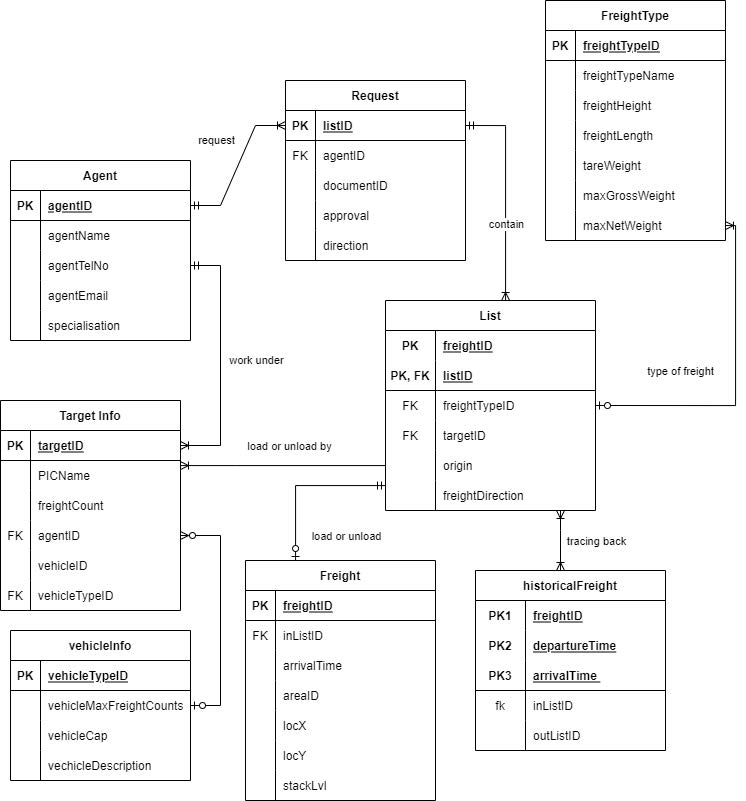 FreightType
PK freightTypeID
freightTypeName
freightHeight
freightLength
tareWeight
maxGrossWeight
maxNetWeight
Request
PK listID
FK agentID
documentID
approval
direction
request
Agent
PK agentID
agentName
agentTelNo
agentEmail
specialisation
contain
List
PK freightID
PK, FK listID
FK freightTypeID
FK targetID
origin
freightDirection
type of freight
work under
Target Info
PK targetID
PICName
freightCount
FK agentID
vehicleID
FK vehicleTypeID
load or unload by
load or unload
tracing back
Freight
PK freightID
FK inListID
arrivalTime
areaID
locX
locY
stackLvl
historicalFreight
PK1 freightID
PK2 departureTime
PK3 arrivalTime
fk inListID
outListID
vehicleInfo
PK vehicleTypeID
vehicleMaxFreightCounts
vehicleCap
vechicleDescription